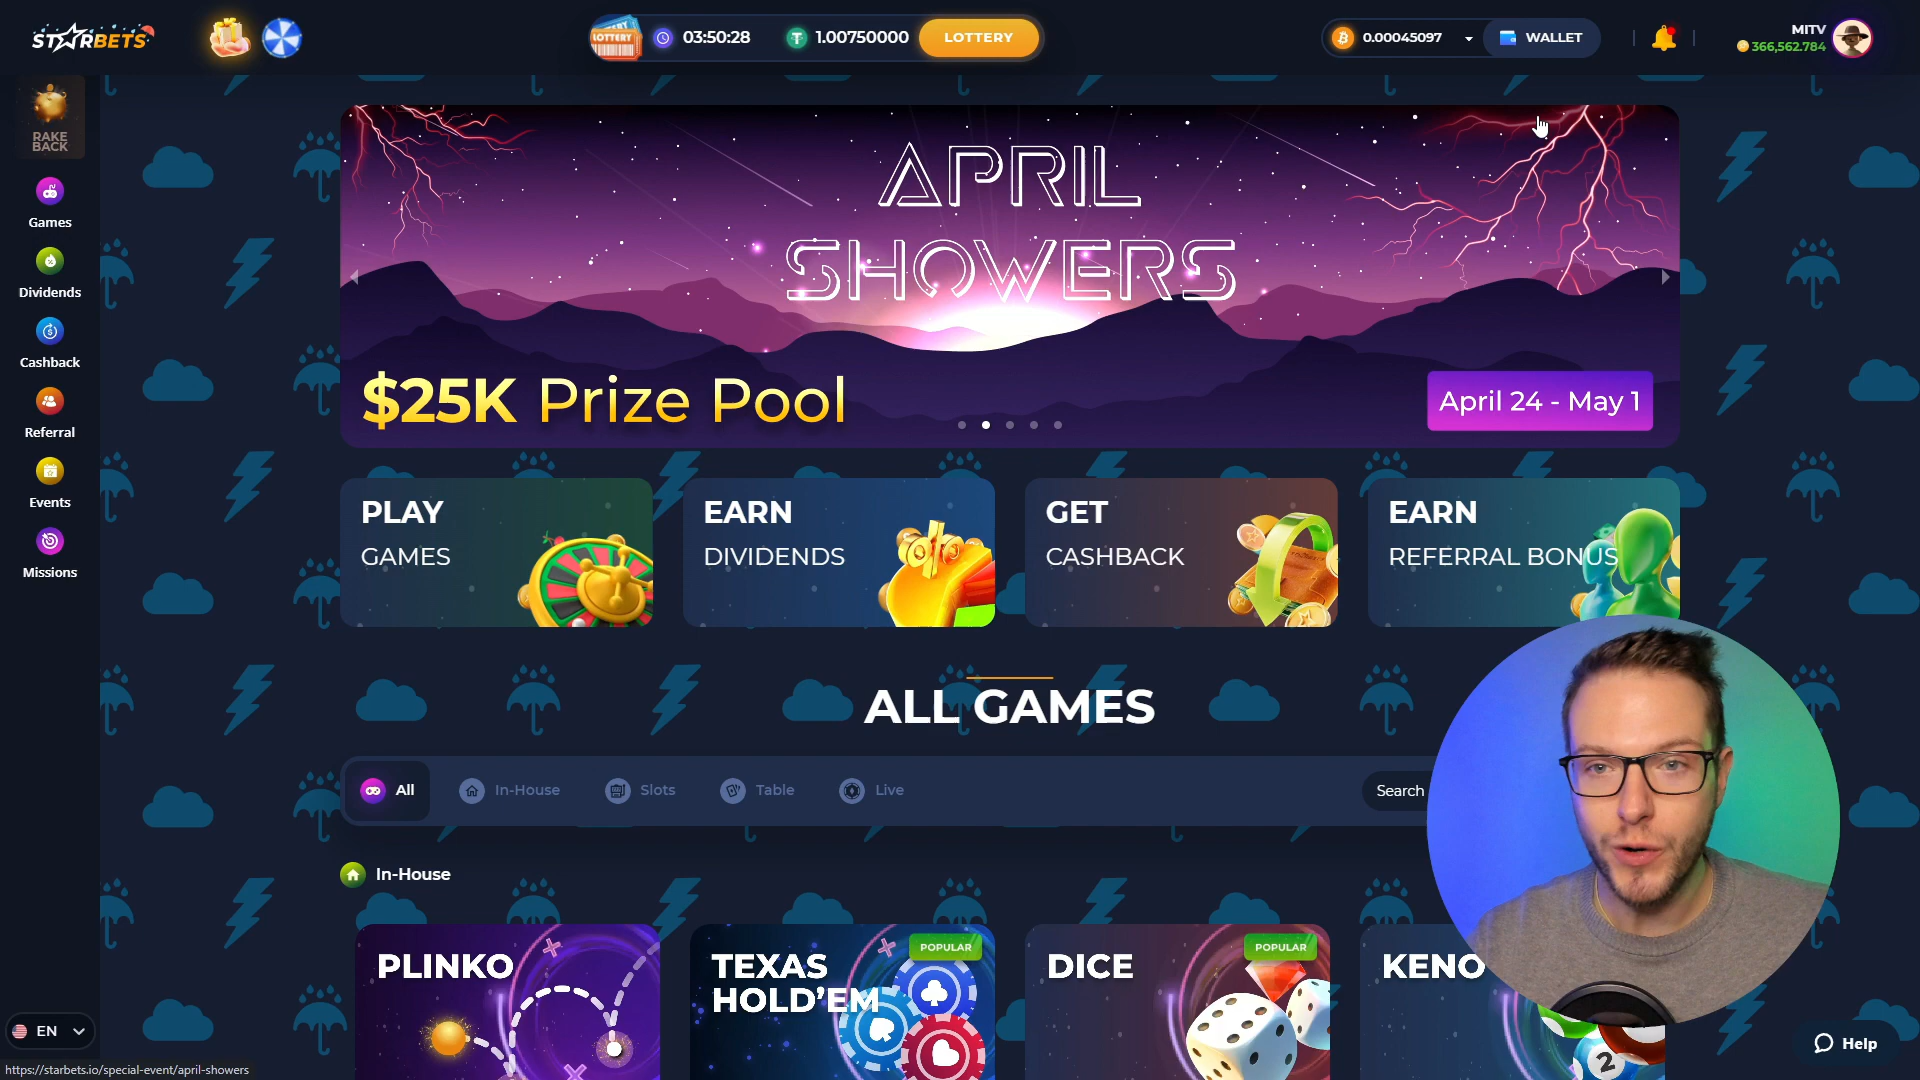 STARBETS
LOTTERY
03:50:28
1.00750000
LOTTERY
0.00045097
WALLET
MITV
366,562.784
RAKE
BACK
Games
Dividends
Cashback
Referral
Events
Missions
APRIL
SHOWERS
$25K Prize Pool
April 24 - May 1
PLAY
GAMES
EARN
DIVIDENDS
GET
CASHBACK
EARN
REFERRAL BONUS
ALL GAMES
All
In-House
Slots
Table
Live
Search
In-House
PLINKO
POPULAR
TEXAS
HOLD'EM
POPULAR
DICE
KENO
2
EN
Help
https://starbets.io/special-event/april-showers